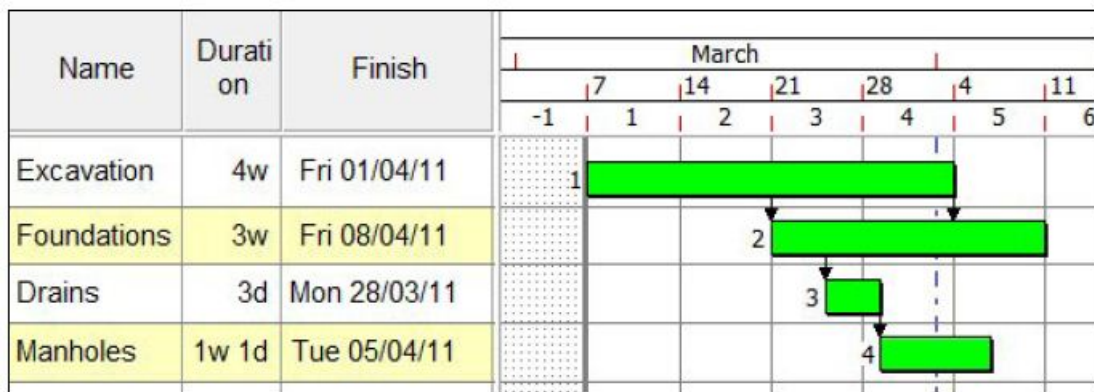 Name Durati on Finish
March
7 14 21 28 4 11
-1 1 2 3 4 5 6
Excavation 4w Fri 01/04/11 1
Foundations 3w Fri 08/04/11 2
Drains 3d Mon 28/03/11 3
Manholes 1w 1d Tue 05/04/11 4